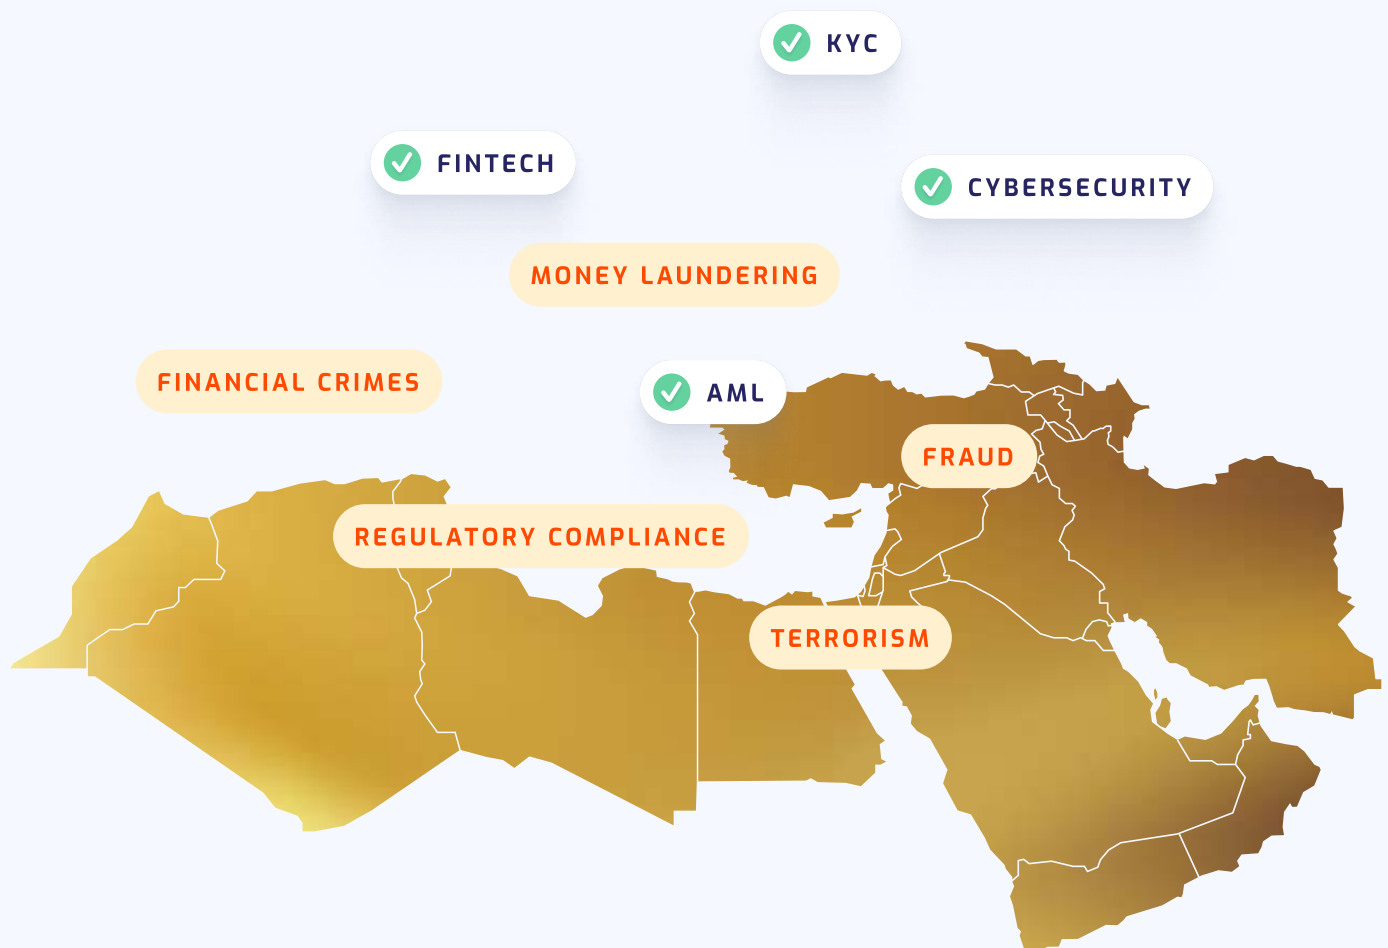 KYC
FINTECH
CYBERSECURITY
MONEY LAUNDERING
FINANCIAL CRIMES
AML
FRAUD
REGULATORY COMPLIANCE
TERRORISM